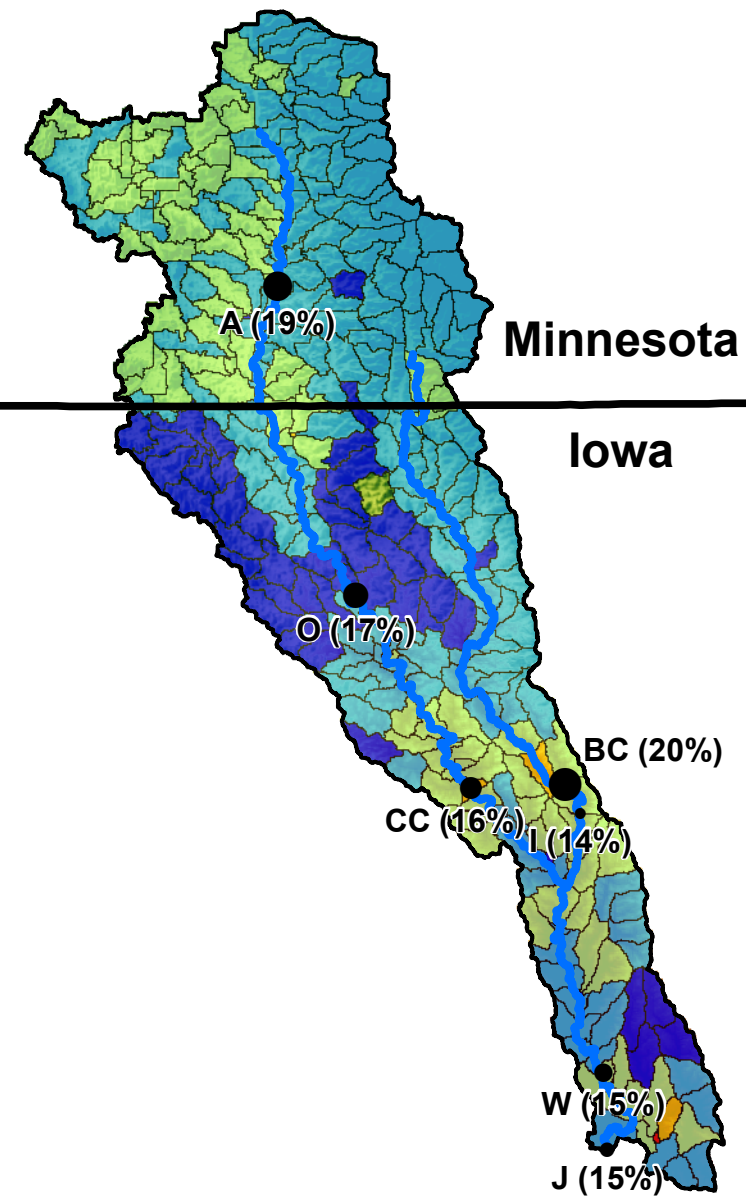 A (19%)
Minnesota
Iowa
O (17%)
BC (20%)
CC (16%)
I (14%)
W (15%)
J (15%)